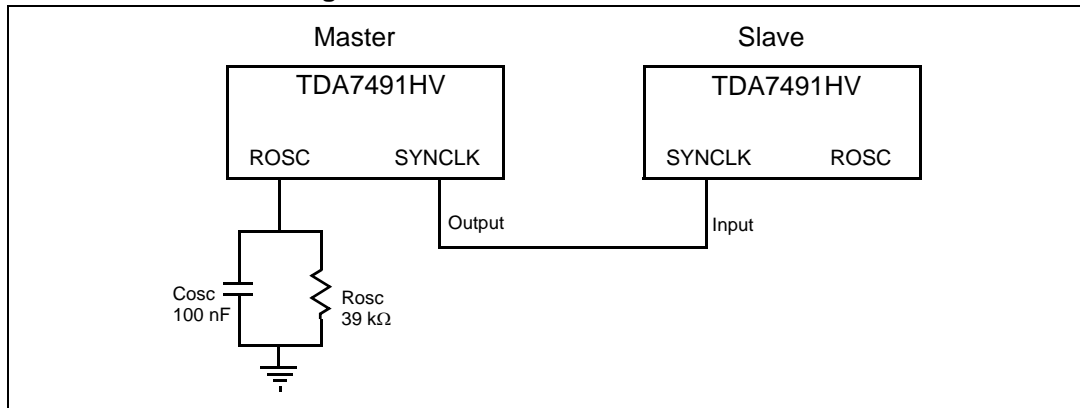 Master
Slave
TDA7491HV
TDA7491HV
ROSC
SYNCLK
SYNCLK
ROSC
Output
Input
Cosc
100 nF
Rosc
39 kΩ